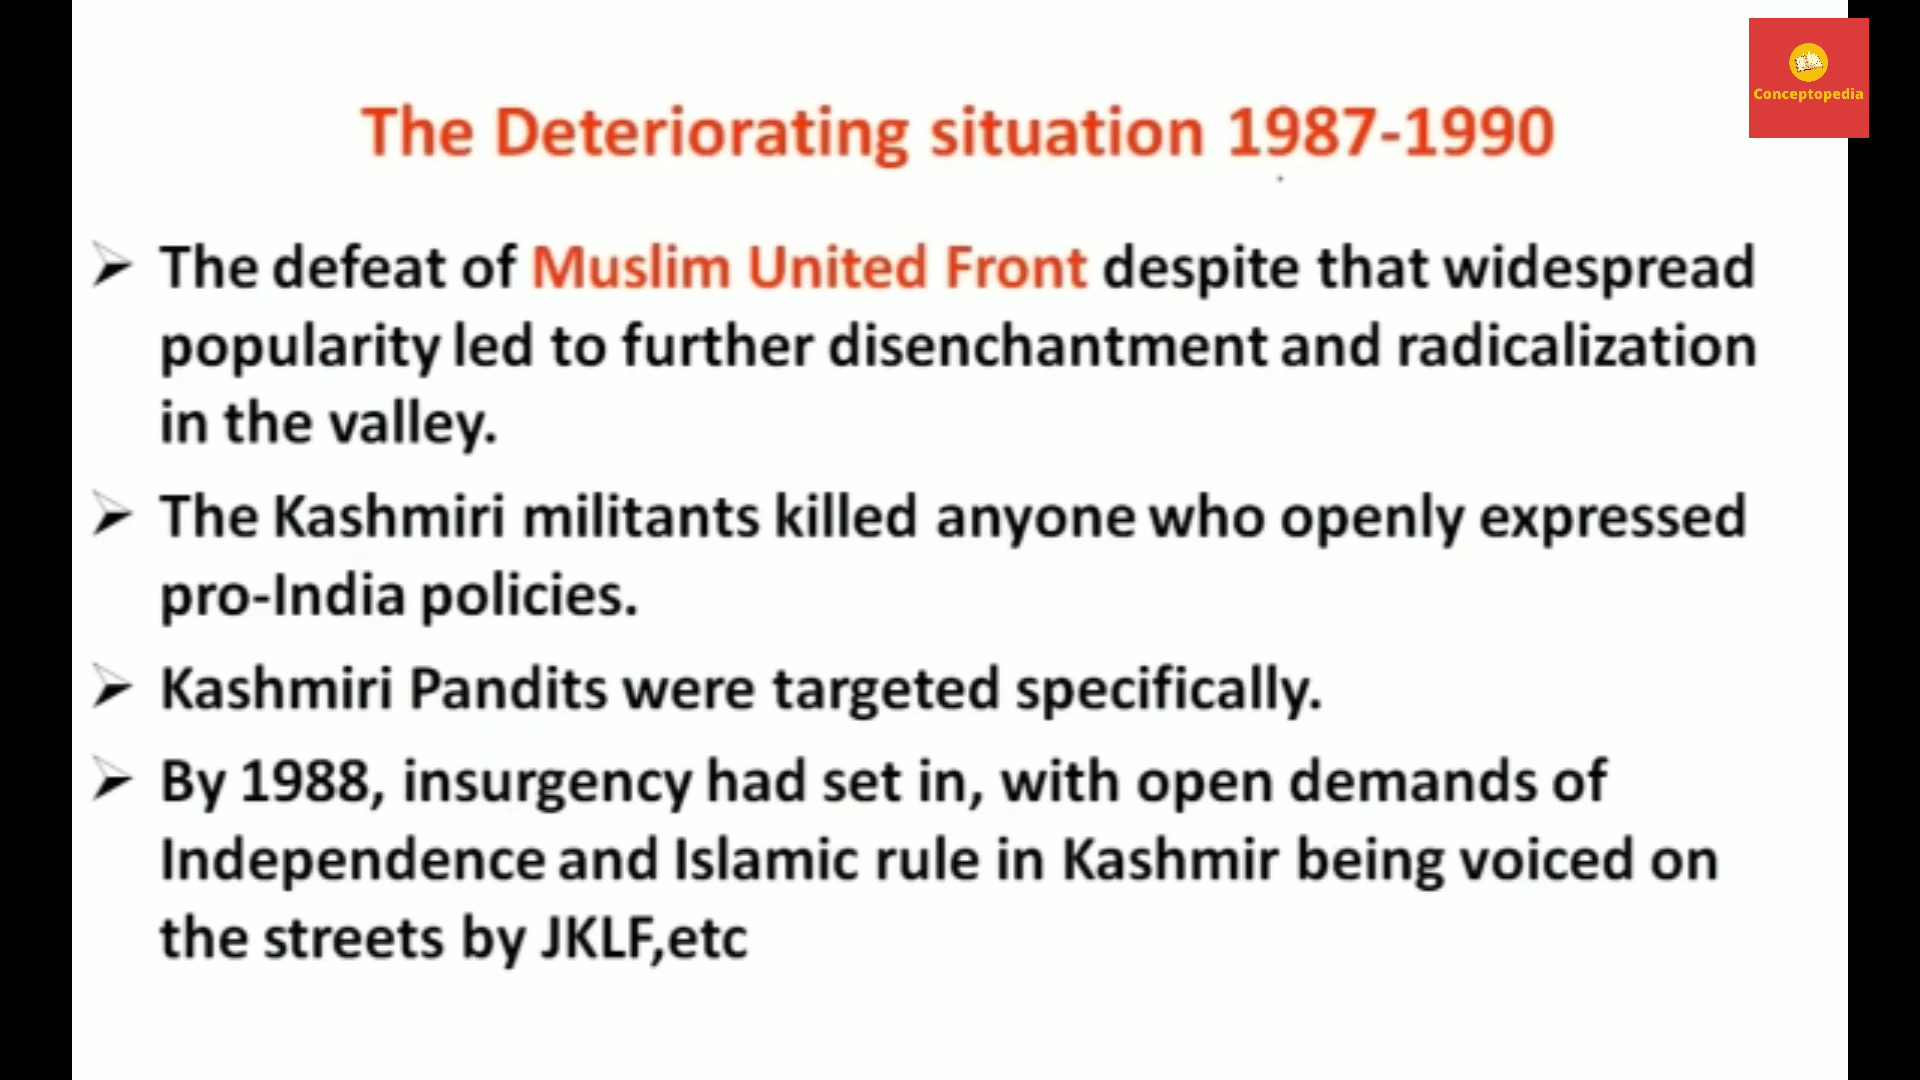 Conceptopedia
The Deteriorating situation 1987-1990
The defeat of Muslim United Front despite that widespread
popularity led to further disenchantment and radicalization
in the valley.
The Kashmiri militants killed anyone who openly expressed
pro-India policies.
Kashmiri Pandits were targeted specifically.
By 1988, insurgency had set in, with open demands of
Independence and Islamic rule in Kashmir being voiced on
the streets by JKLF,etc